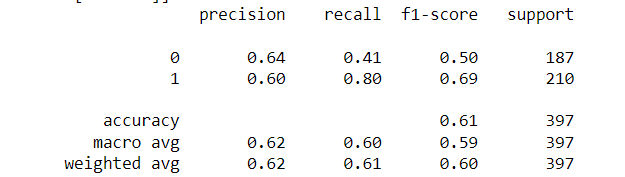 precision recall f1-score support
0 0.64 0.41 0.50 187
1 0.60 0.80 0.69 210
accuracy 0.61 397
macro avg 0.62 0.60 0.59 397
weighted avg 0.62 0.61 0.60 397